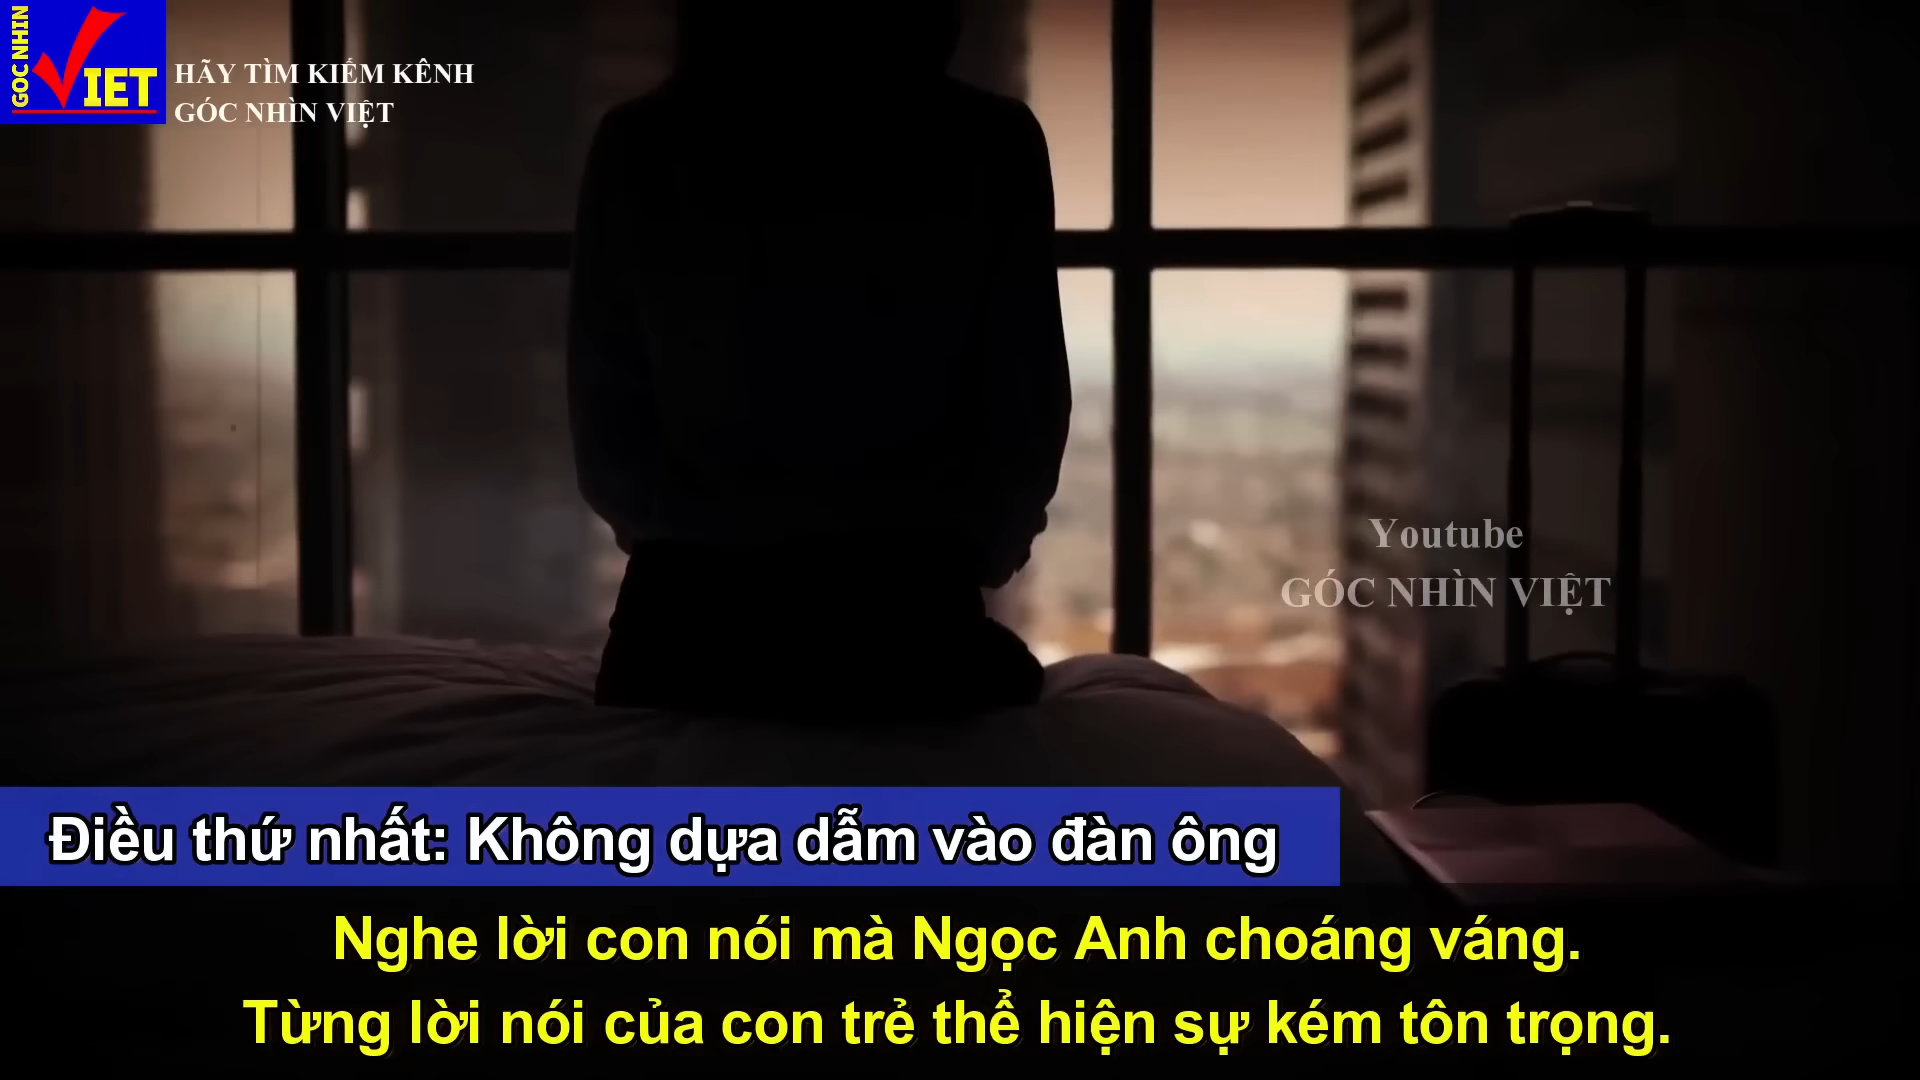 GOC NHIN
VIET
HÃY TÌM KIẾM KÊNH
GÓC NHÌN VIỆT
Youtube
GÓC NHÌN VIỆT
Điều thứ nhất: Không dựa dẫm vào đàn ông
Nghe lời con nói mà Ngọc Anh choáng váng.
Từng lời nói của con trẻ thể hiện sự kém tôn trọng.